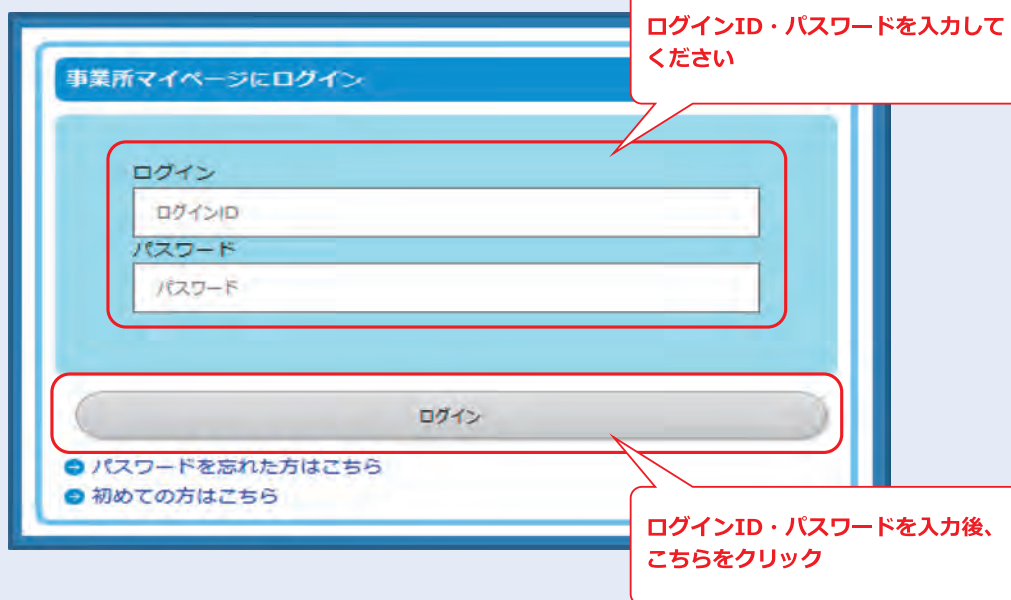 ログインID・パスワードを入力して
ください
事業所マイページにログイン
ログイン
ログインID
パスワード
パスワード
ログイン
パスワードを忘れた方はこちら
初めての方はこちら
ログインID・パスワードを入力後、
こちらをクリック